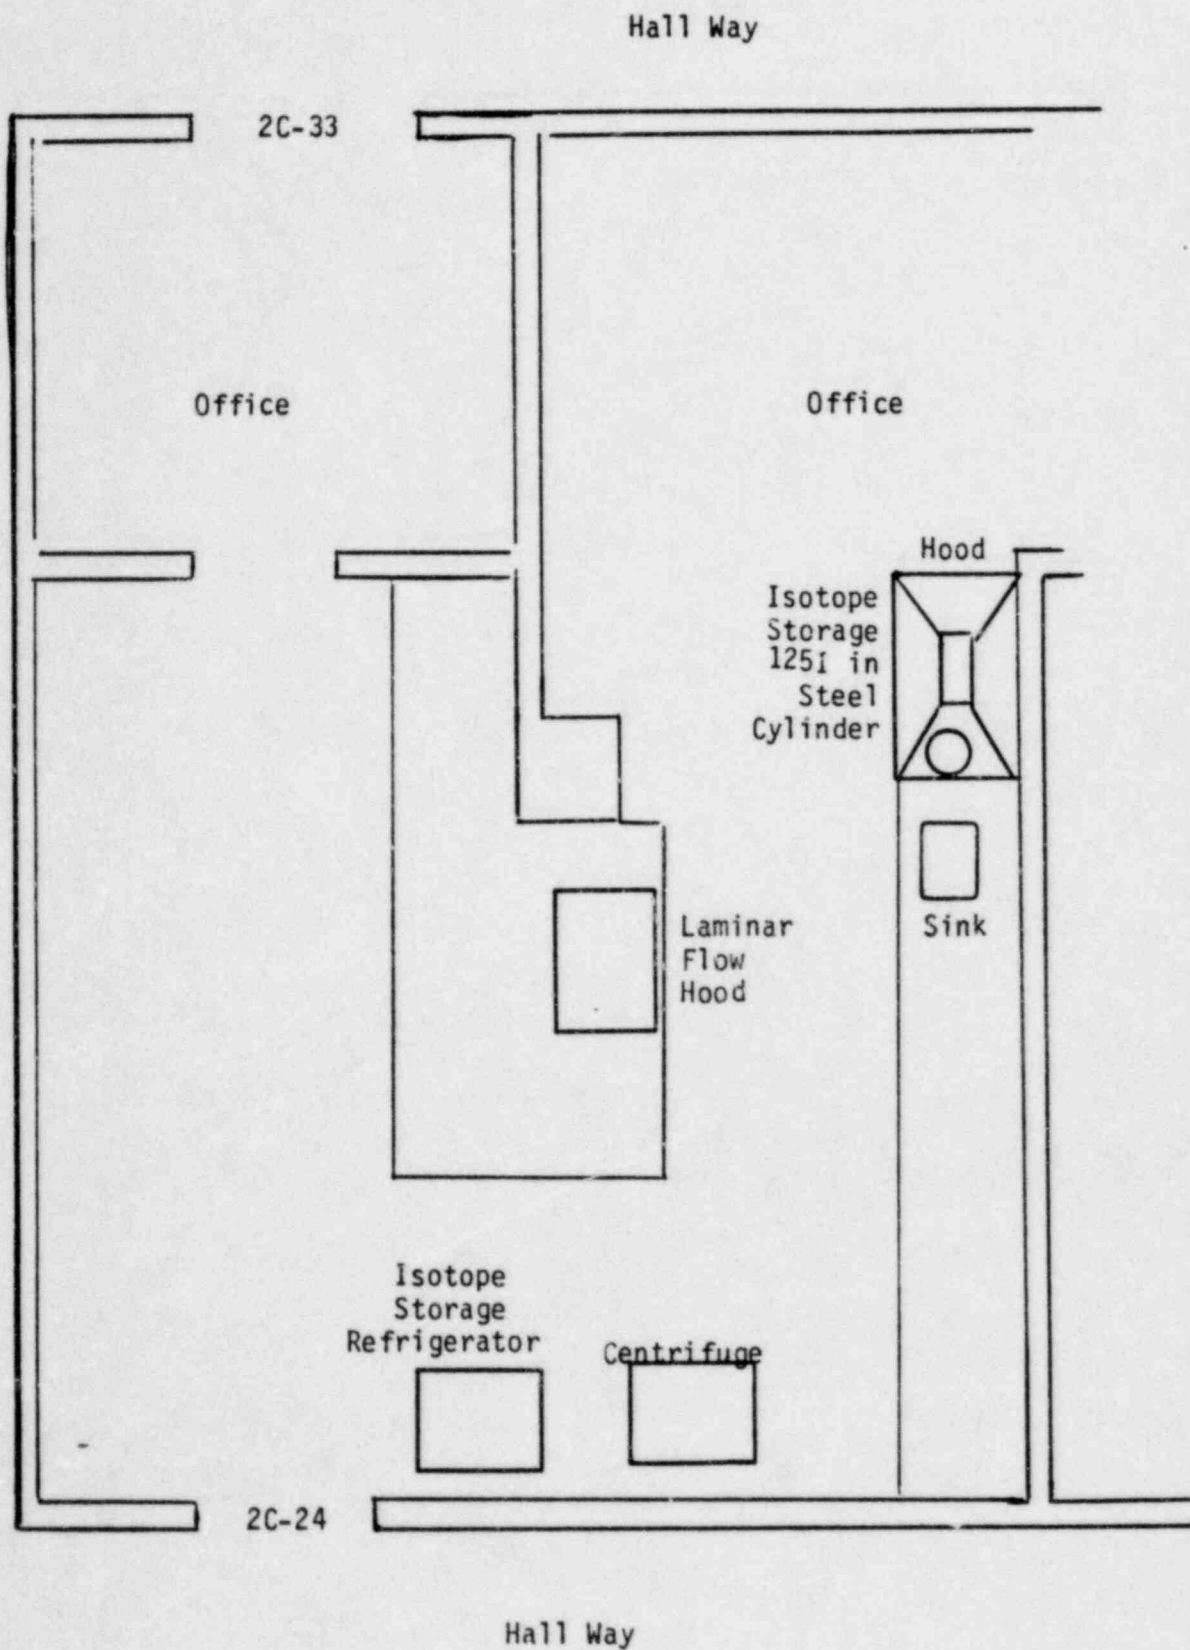 Hall Way
2C-33
Office
Office
Hood
Isotope
Storage
125I in
Steel
Cylinder
Sink
Laminar
Flow
Hood
Isotope
Storage
Refrigerator
Centrifuge
2C-24
Hall Way